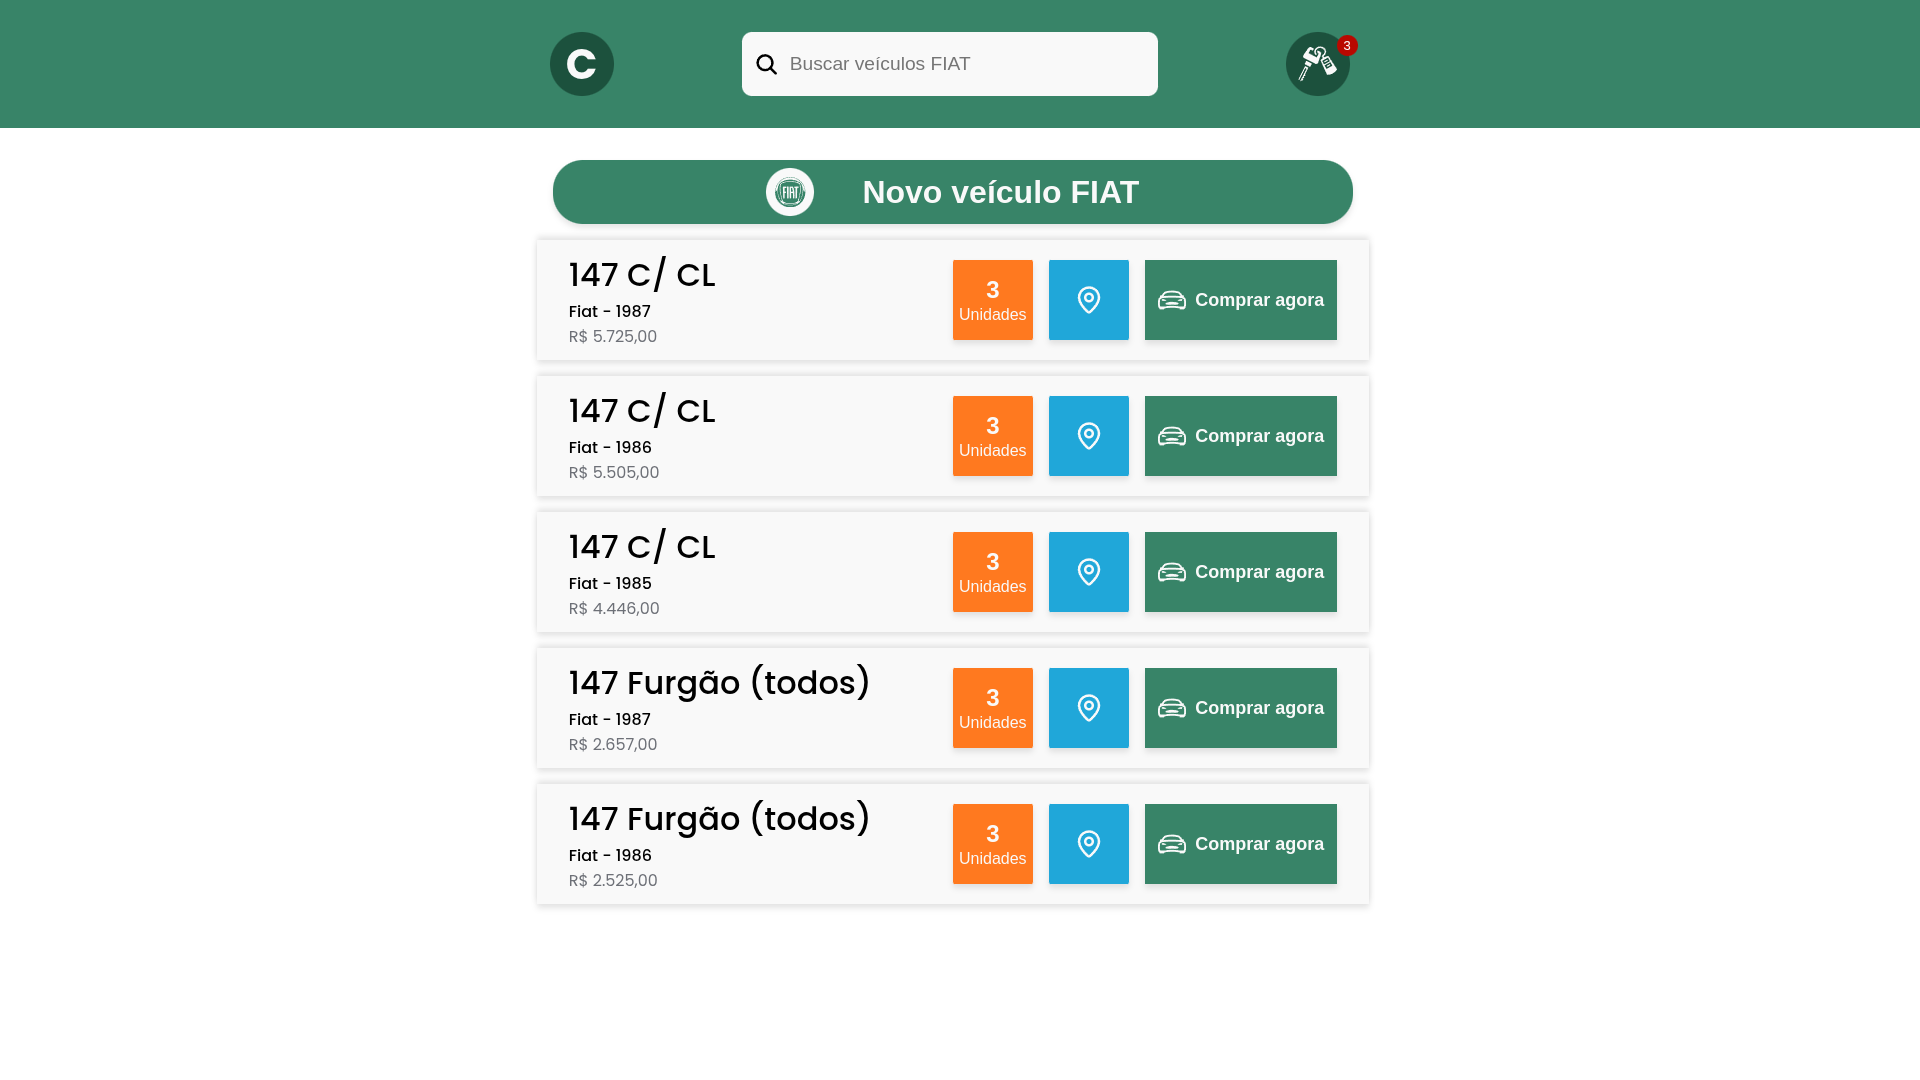 C
Buscar veículos FIAT
3
FIAT
Novo veículo FIAT
147 C/ CL
Fiat - 1987
R$ 5.725,00
3
Unidades
Comprar agora
147 C/ CL
Fiat - 1986
R$ 5.505,00
3
Unidades
Comprar agora
147 C/ CL
Fiat - 1985
R$ 4.446,00
3
Unidades
Comprar agora
147 Furgão (todos)
Fiat - 1987
R$ 2.657,00
3
Unidades
Comprar agora
147 Furgão (todos)
Fiat - 1986
R$ 2.525,00
3
Unidades
Comprar agora